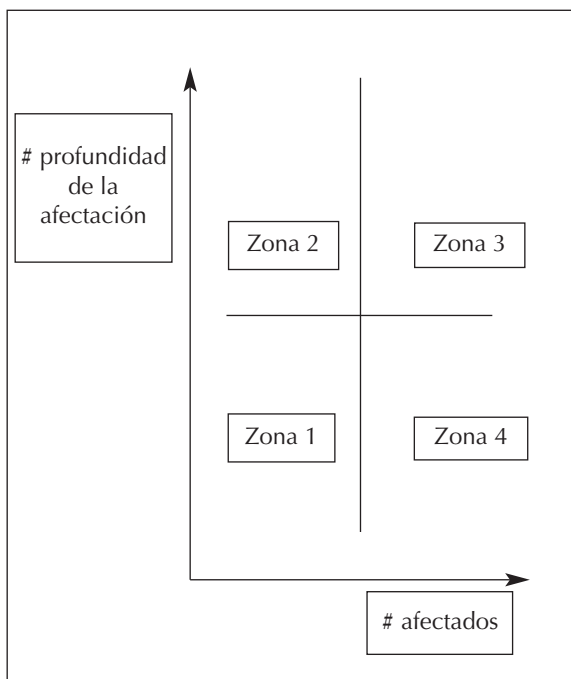 # profundidad
de la
afectación
Zona 2
Zona 3
Zona 1
Zona 4
# afectados